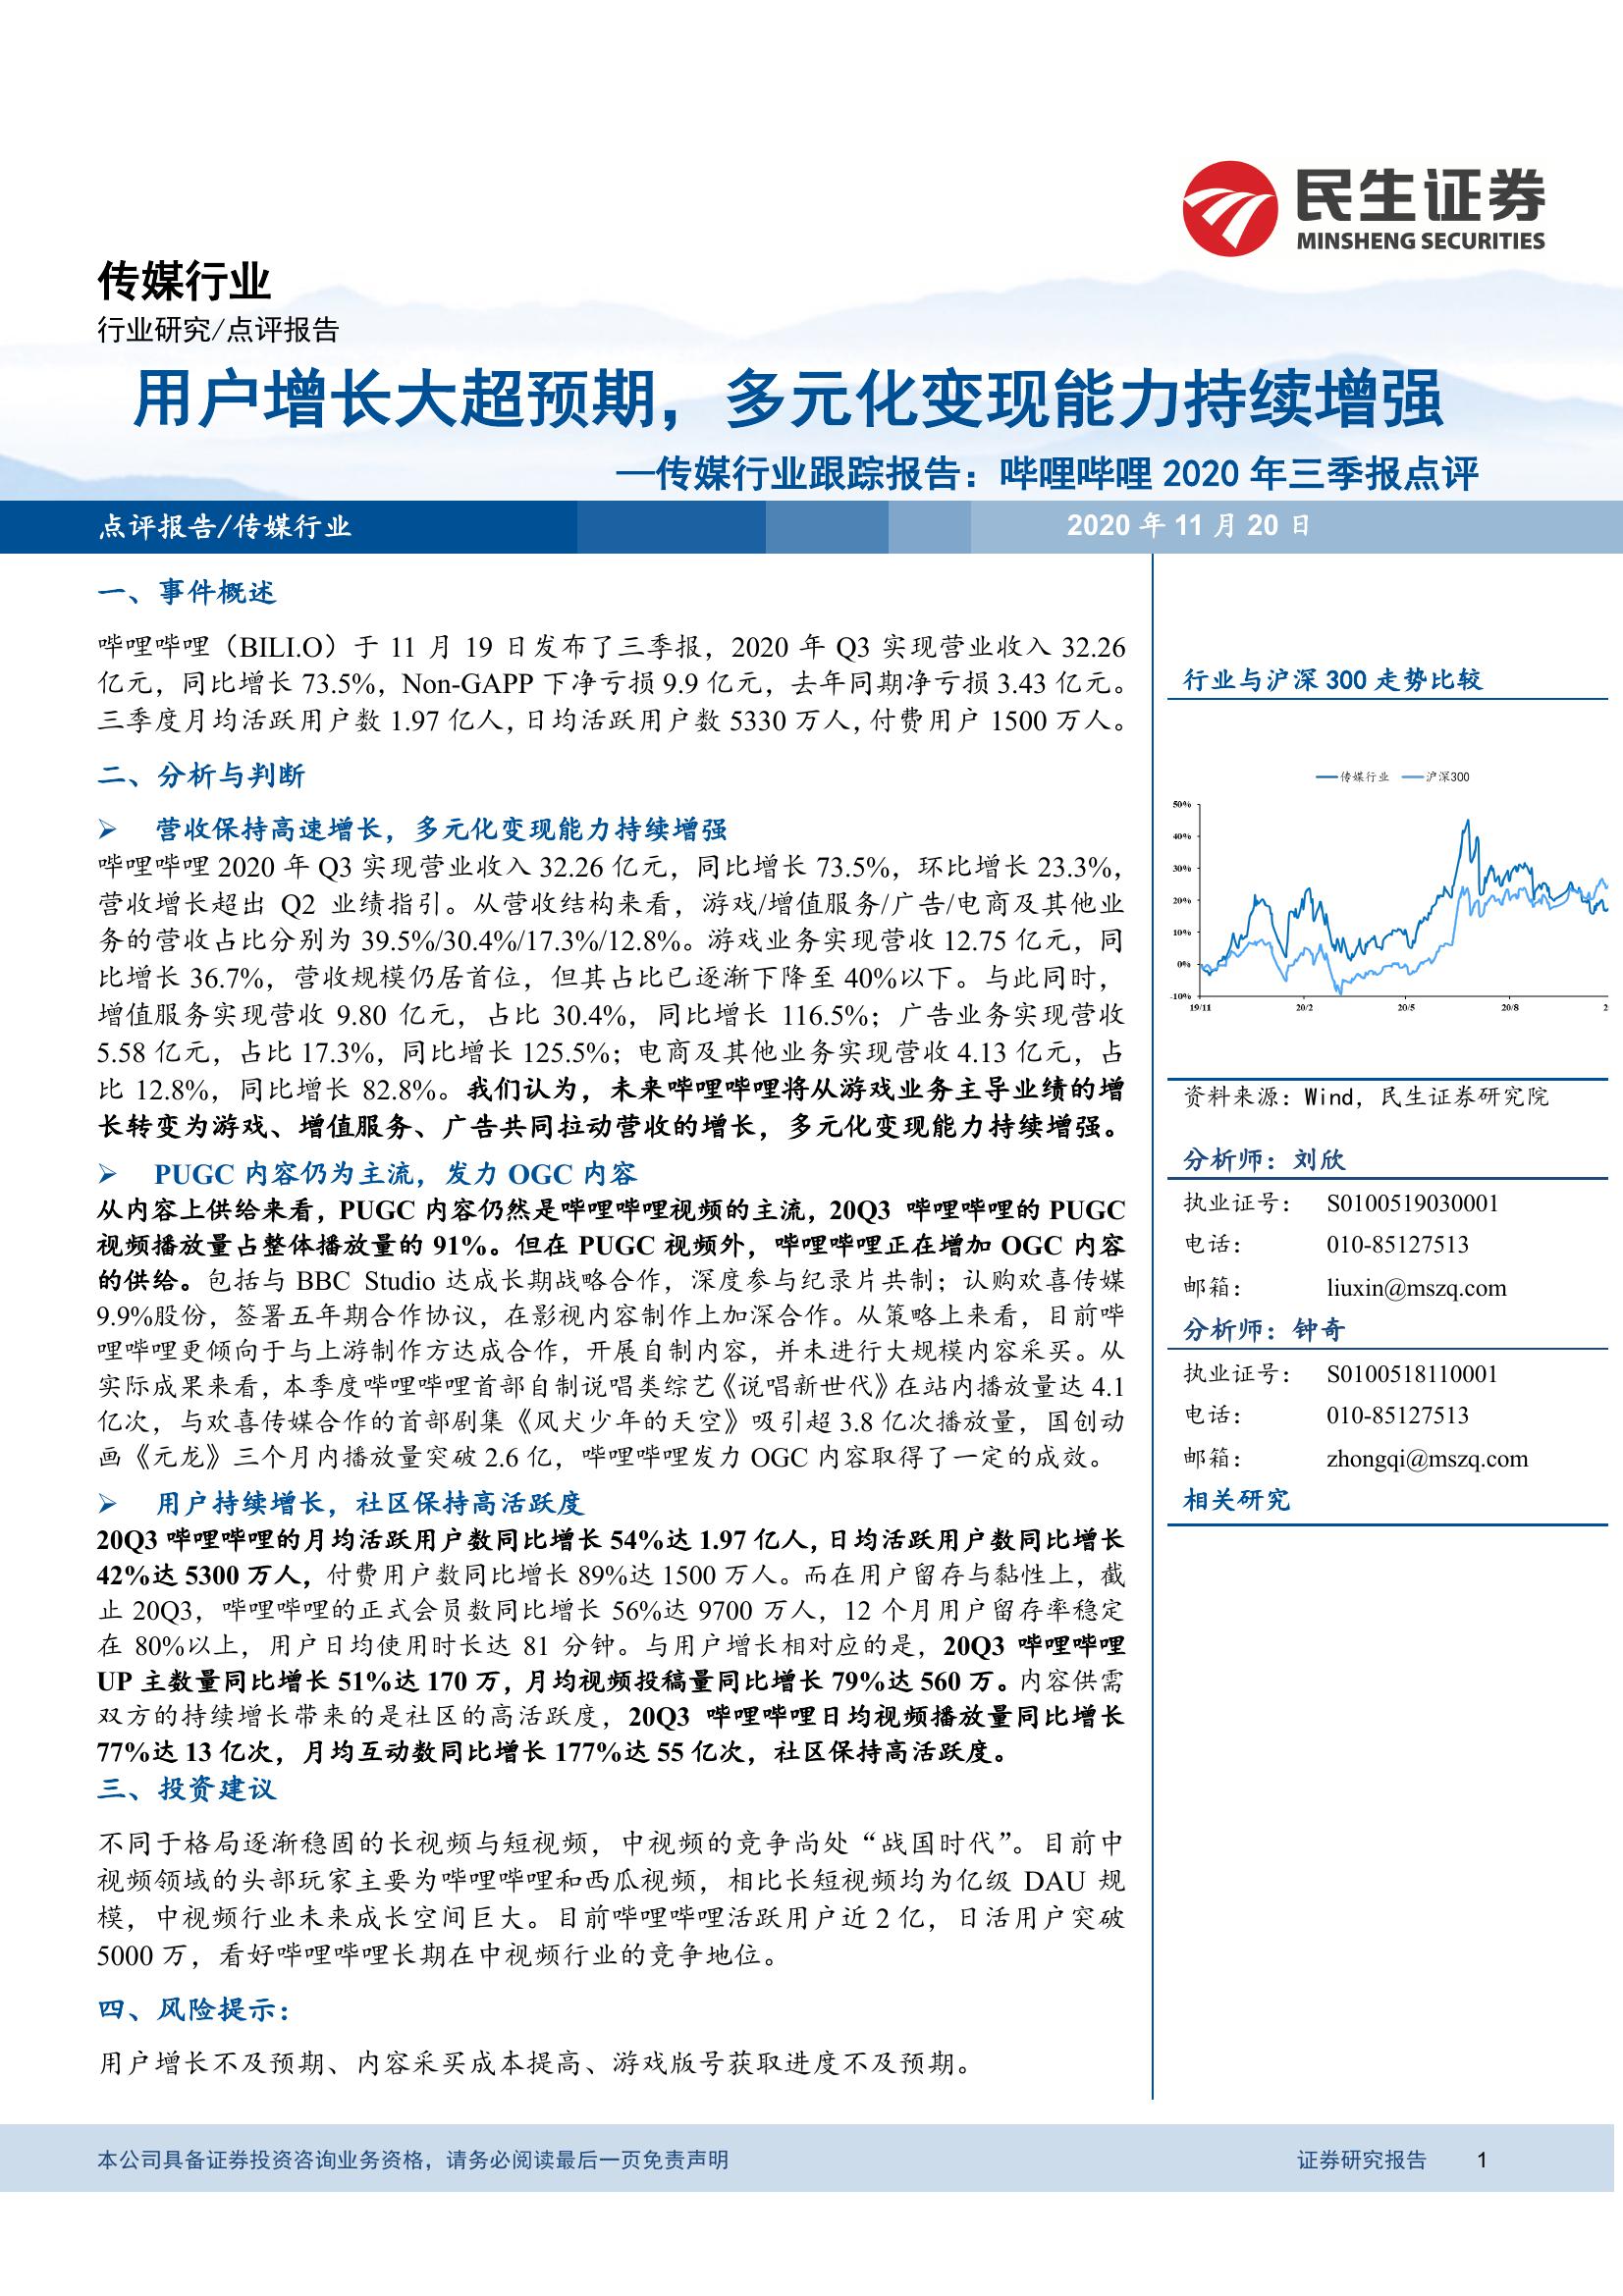 民生证券
MINSHENG SECURITIES
传媒行业
行业研究/点评报告
用户增长大超预期，多元化变现能力持续增强
—传媒行业跟踪报告：哔哩哔哩 2020 年三季报点评
点评报告/传媒行业
2020 年 11 月 20 日
一、事件概述
哔哩哔哩（BILI.O）于 11 月 19 日发布了三季报，2020 年 Q3 实现营业收入 32.26
亿元，同比增长 73.5%，Non-GAPP 下净亏损 9.9 亿元，去年同期净亏损 3.43 亿元。
三季度月均活跃用户数 1.97 亿人，日均活跃用户数 5330 万人，付费用户 1500 万人。
二、分析与判断
➢ 营收保持高速增长，多元化变现能力持续增强
哔哩哔哩 2020 年 Q3 实现营业收入 32.26 亿元，同比增长 73.5%，环比增长 23.3%，
营收增长超出 Q2 业绩指引。从营收结构来看，游戏/增值服务/广告/电商及其他业
务的营收占比分别为 39.5%/30.4%/17.3%/12.8%。游戏业务实现营收 12.75 亿元，同
比增长 36.7%，营收规模仍居首位，但其占比已逐渐下降至 40%以下。与此同时，
增值服务实现营收 9.80 亿元，占比 30.4%，同比增长 116.5%；广告业务实现营收
5.58 亿元，占比 17.3%，同比增长 125.5%；电商及其他业务实现营收 4.13 亿元，占
比 12.8%，同比增长 82.8%。我们认为，未来哔哩哔哩将从游戏业务主导业绩的增
长转变为游戏、增值服务、广告共同拉动营收的增长，多元化变现能力持续增强。
➢ PUGC 内容仍为主流，发力 OGC 内容
从内容上供给来看，PUGC 内容仍然是哔哩哔哩视频的主流，20Q3 哔哩哔哩的 PUGC
视频播放量占整体播放量的 91%。但在 PUGC 视频外，哔哩哔哩正在增加 OGC 内容
的供给。包括与 BBC Studio 达成长期战略合作，深度参与纪录片共制；认购欢喜传媒
9.9%股份，签署五年期合作协议，在影视内容制作上加深合作。从策略上来看，目前哔
哩哔哩更倾向于与上游制作方达成合作，开展自制内容，并未进行大规模内容采买。从
实际成果来看，本季度哔哩哔哩首部自制说唱类综艺《说唱新世代》在站内播放量达 4.1
亿次，与欢喜传媒合作的首部剧集《风犬少年的天空》吸引超 3.8 亿次播放量，国创动
画《元龙》三个月内播放量突破 2.6 亿，哔哩哔哩发力 OGC 内容取得了一定的成效。
➢ 用户持续增长，社区保持高活跃度
20Q3 哔哩哔哩的月均活跃用户数同比增长 54%达 1.97 亿人，日均活跃用户数同比增长
42%达 5300 万人，付费用户数同比增长 89%达 1500 万人。而在用户留存与黏性上，截
止 20Q3，哔哩哔哩的正式会员数同比增长 56%达 9700 万人，12 个月用户留存率稳定
在 80%以上，用户日均使用时长达 81 分钟。与用户增长相对应的是，20Q3 哔哩哔哩
UP 主数量同比增长 51%达 170 万，月均视频投稿量同比增长 79%达 560 万。内容供需
双方的持续增长带来的是社区的高活跃度，20Q3 哔哩哔哩日均视频播放量同比增长
77%达 13 亿次，月均互动数同比增长 177%达 55 亿次，社区保持高活跃度。
三、投资建议
不同于格局逐渐稳固的长视频与短视频，中视频的竞争尚处“战国时代”。目前中
视频领域的头部玩家主要为哔哩哔哩和西瓜视频，相比长短视频均为亿级 DAU 规
模，中视频行业未来成长空间巨大。目前哔哩哔哩活跃用户近 2 亿，日活用户突破
5000 万，看好哔哩哔哩长期在中视频行业的竞争地位。
四、风险提示：
用户增长不及预期、内容采买成本提高、游戏版号获取进度不及预期。
行业与沪深 300 走势比较
传媒行业 沪深300
50%
40%
30%
20%
10%
0%
-10%
19/11 20/2 20/5 20/8 2
资料来源：Wind，民生证券研究院
分析师：刘欣
执业证号： S0100519030001
电话： 010-85127513
邮箱： liuxin@mszq.com
分析师：钟奇
执业证号： S0100518110001
电话： 010-85127513
邮箱： zhongqi@mszq.com
相关研究
本公司具备证券投资咨询业务资格，请务必阅读最后一页免责声明
证券研究报告 1